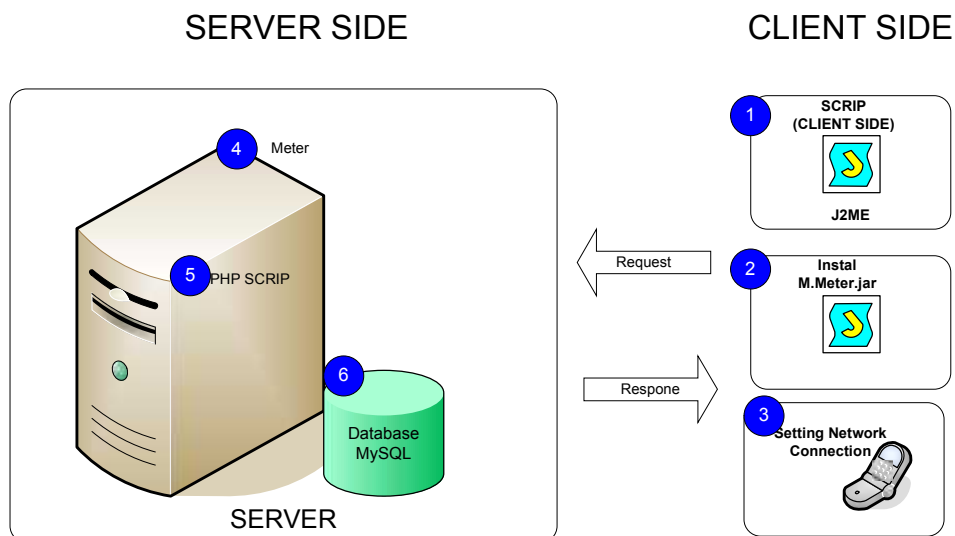 SERVER SIDE
CLIENT SIDE
4
Meter
5
PHP SCRIP
6
Database
MySQL
SERVER
Request
Respone
1
SCRIP
(CLIENT SIDE)
J2ME
2
Instal
M.Meter.jar
3
Setting Network
Connection